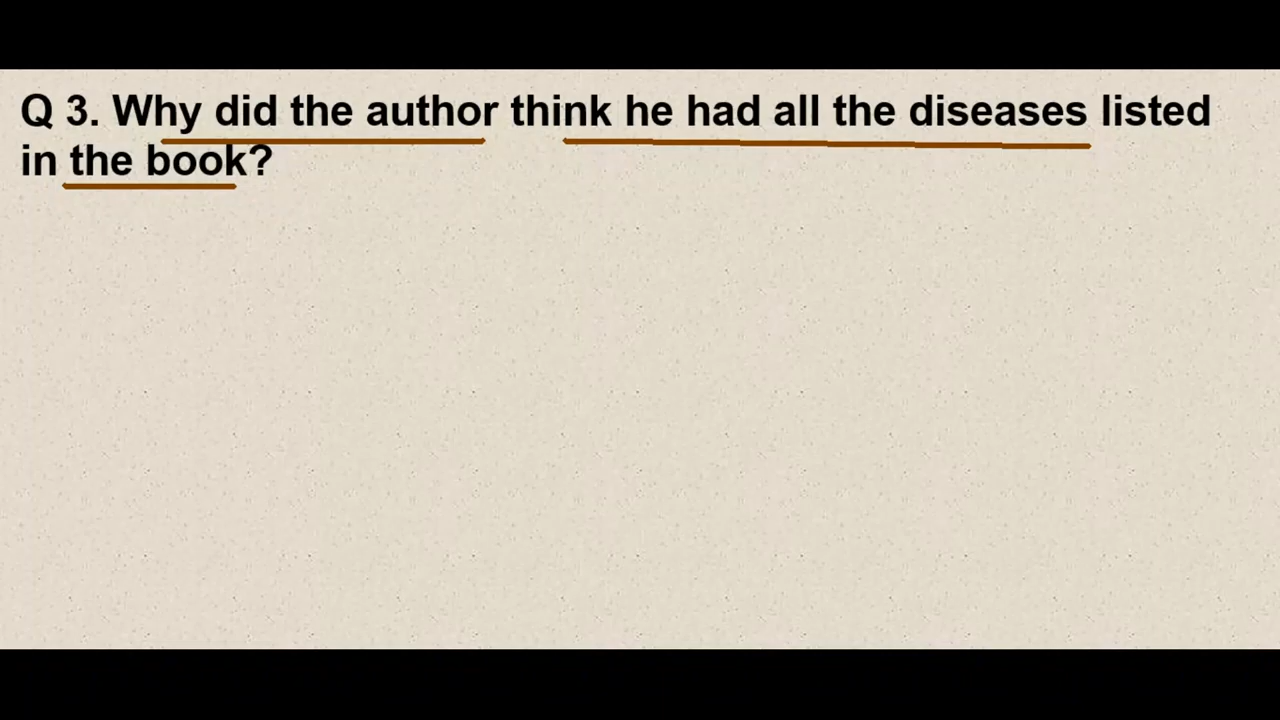 Q 3. Why did the author think he had all the diseases listed
in the book?